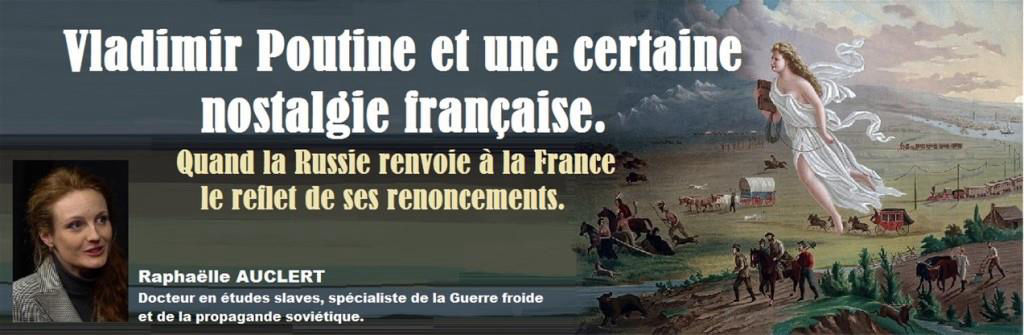 Vladimir Poutine et une certaine
nostalgie française.
Quand la Russie renvoie à la France
le reflet de ses renoncements.
Raphaëlle AUCLERT
Docteur en études slaves, spécialiste de la Guerre froide
et de la propagande soviétique.